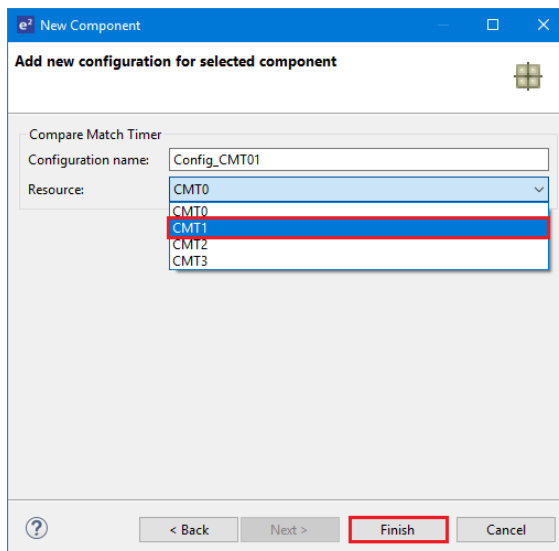 e² New Component
Add new configuration for selected component
Compare Match Timer
Configuration name: Config_CMT01
Resource: CMT0
CMT0
CMT1
CMT2
CMT3
? < Back Next > Finish Cancel